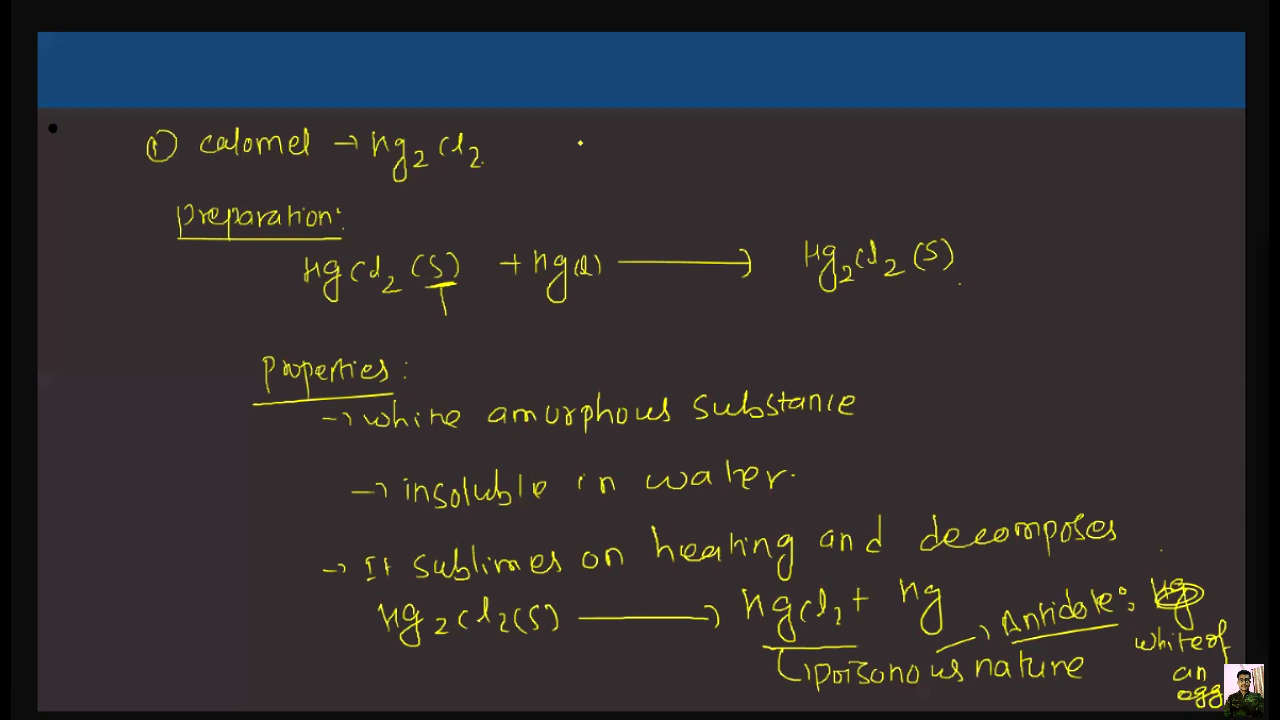 ① calomel → Hg2Cl2.
preparation:
HgCl2 (s) + Hg(l) ⟶ Hg2Cl2 (s)
Properties:
→ white amorphous substance
→ insoluble in water.
→ It sublimes on heating and decomposes
Hg2Cl2(s) ⟶ HgCl2 + Hg
→ Antidote:
white of
an
egg
poisonous nature